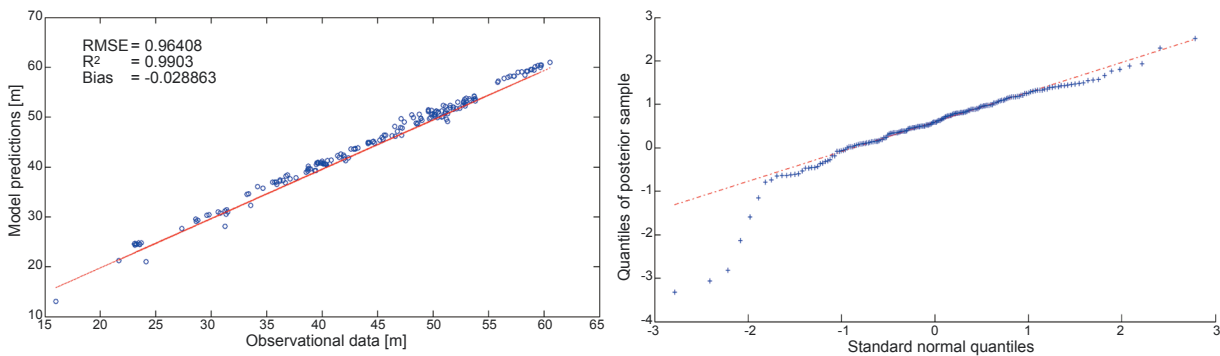 RMSE = 0.96408
R2 = 0.9903
Bias = -0.028863
Model predictions [m]
70
60
50
40
30
20
10
15 20 25 30 35 40 45 50 55 60 65
Observational data [m]
Quantiles of posterior sample
3
2
1
0
-1
-2
-3
-4
-3 -2 -1 0 1 2 3
Standard normal quantiles